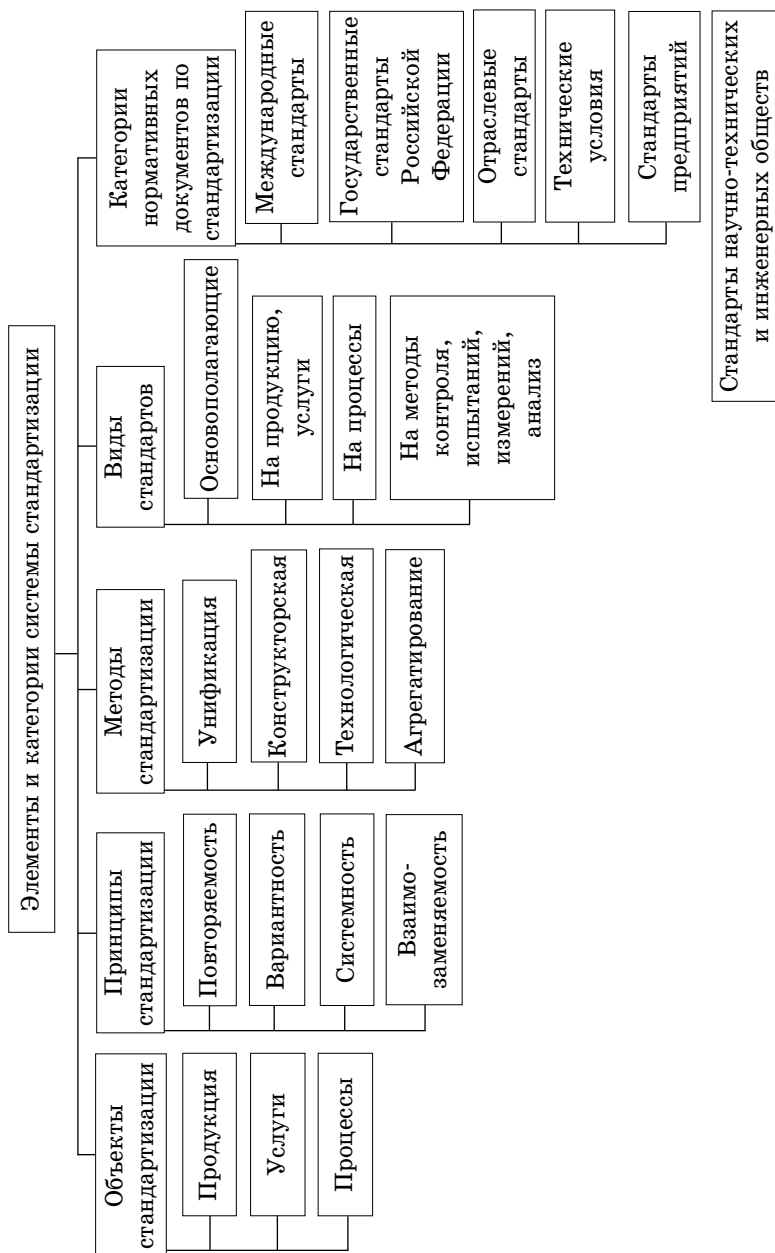 Элементы и категории системы стандартизации
Объекты
стандартизации
Продукция
Услуги
Процессы
Принципы
стандартизации
Повторяемость
Вариантность
Системность
Взаимо-
заменяемость
Методы
стандартизации
Унификация
Конструкторская
Технологическая
Агрегатирование
Виды
стандартов
Основополагающие
На продукцию,
услуги
На процессы
На методы
контроля,
испытаний,
измерений,
анализ
Категории
нормативных
документов по
стандартизации
Международные
стандарты
Государственные
стандарты
Российской
Федерации
Отраслевые
стандарты
Технические
условия
Стандарты
предприятий
Стандарты научно-технических
и инженерных обществ